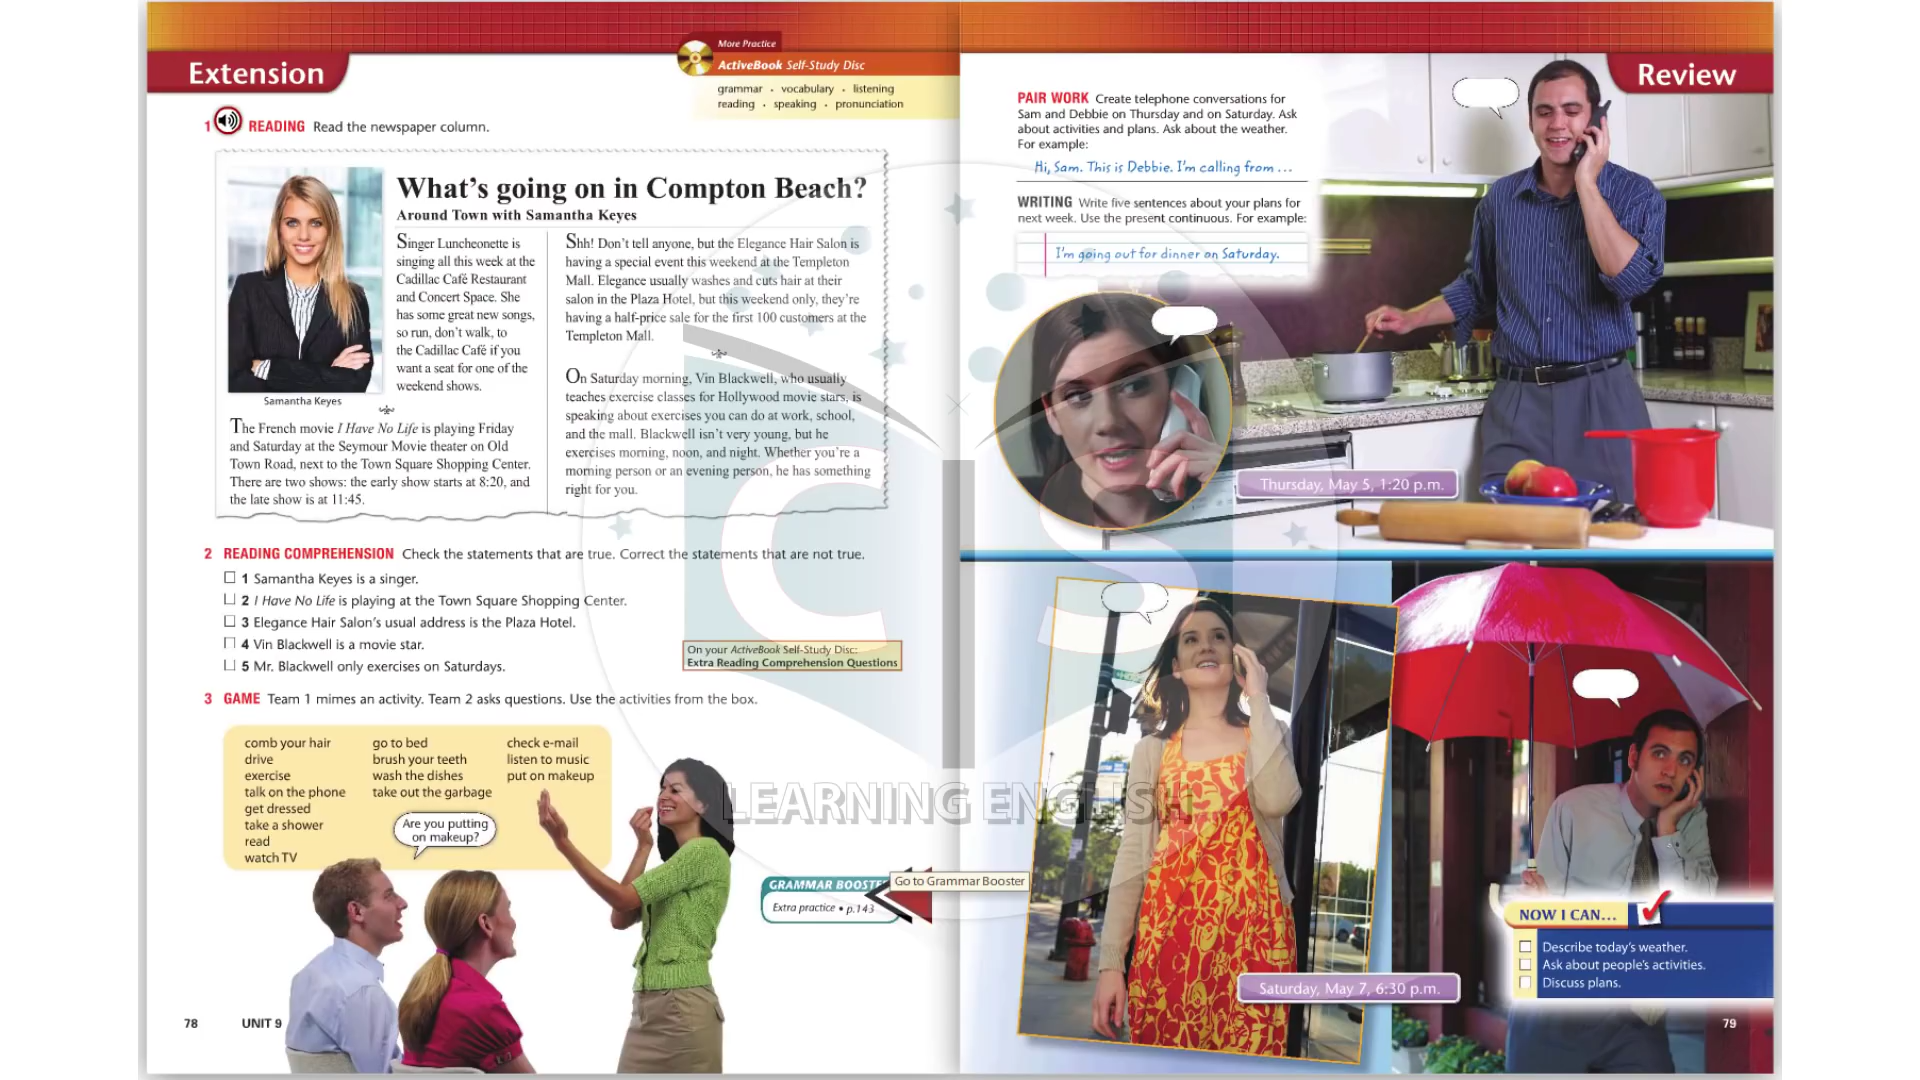 Extension
More Practice
ActiveBook Self-Study Disc
grammar · vocabulary · listening
reading · speaking · pronunciation
1 READING Read the newspaper column.
What's going on in Compton Beach?
Around Town with Samantha Keyes
Samantha Keyes
Singer Luncheonette is
singing all this week at the
Cadillac Café Restaurant
and Concert Space. She
has some great new songs,
so run, don't walk, to
the Cadillac Café if you
want a seat for one of the
weekend shows.
The French movie I Have No Life is playing Friday
and Saturday at the Seymour Movie theater on Old
Town Road, next to the Town Square Shopping Center.
There are two shows: the early show starts at 8:20, and
the late show is at 11:45.
Shh! Don't tell anyone, but the Elegance Hair Salon is
having a special event this weekend at the Templeton
Mall. Elegance usually washes and cuts hair at their
salon in the Plaza Hotel, but this weekend only, they're
having a half-price sale for the first 100 customers at the
Templeton Mall.
On Saturday morning, Vin Blackwell, who usually
teaches exercise classes for Hollywood movie stars, is
speaking about exercises you can do at work, school,
and the mall. Blackwell isn't very young, but he
exercises morning, noon, and night. Whether you're a
morning person or an evening person, he has something
right for you.
2 READING COMPREHENSION Check the statements that are true. Correct the statements that are not true.
1 Samantha Keyes is a singer.
2 I Have No Life is playing at the Town Square Shopping Center.
3 Elegance Hair Salon's usual address is the Plaza Hotel.
4 Vin Blackwell is a movie star.
5 Mr. Blackwell only exercises on Saturdays.
On your ActiveBook Self-Study Disc:
Extra Reading Comprehension Questions
3 GAME Team 1 mimes an activity. Team 2 asks questions. Use the activities from the box.
comb your hair
drive
exercise
talk on the phone
get dressed
take a shower
read
watch TV
go to bed
brush your teeth
wash the dishes
take out the garbage
check e-mail
listen to music
put on makeup
Are you putting
on makeup?
GRAMMAR BOOSTER
Extra practice • p.143
Go to Grammar Booster
78 UNIT 9
Review
PAIR WORK Create telephone conversations for
Sam and Debbie on Thursday and on Saturday. Ask
about activities and plans. Ask about the weather.
For example:
Hi, Sam. This is Debbie. I'm calling from ...
WRITING Write five sentences about your plans for
next week. Use the present continuous. For example:
I'm going out for dinner on Saturday.
Thursday, May 5, 1:20 p.m.
Saturday, May 7, 6:30 p.m.
NOW I CAN...
Describe today's weather.
Ask about people's activities.
Discuss plans.
79
CIS
LEARNING ENGLISH